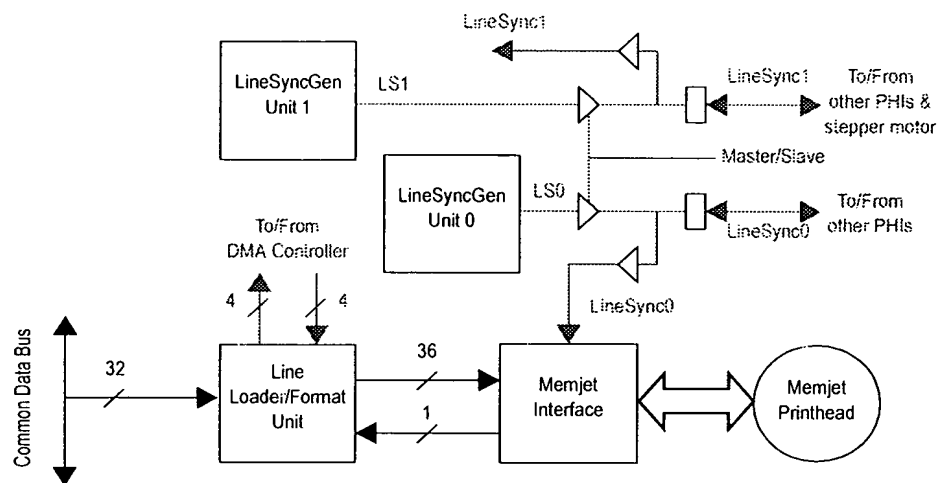 LineSync1
LineSyncGen
Unit 1
LS1
LineSync1
To/From
other PHIs &
stepper motor
Master/Slave
LineSyncGen
Unit 0
LS0
LineSync0
To/From
other PHIs
To/From
DMA Controller
4
4
LineSync0
Common Data Bus
32
Line
Loader/Format
Unit
36
1
Memjet
Interface
Memjet
Printhead